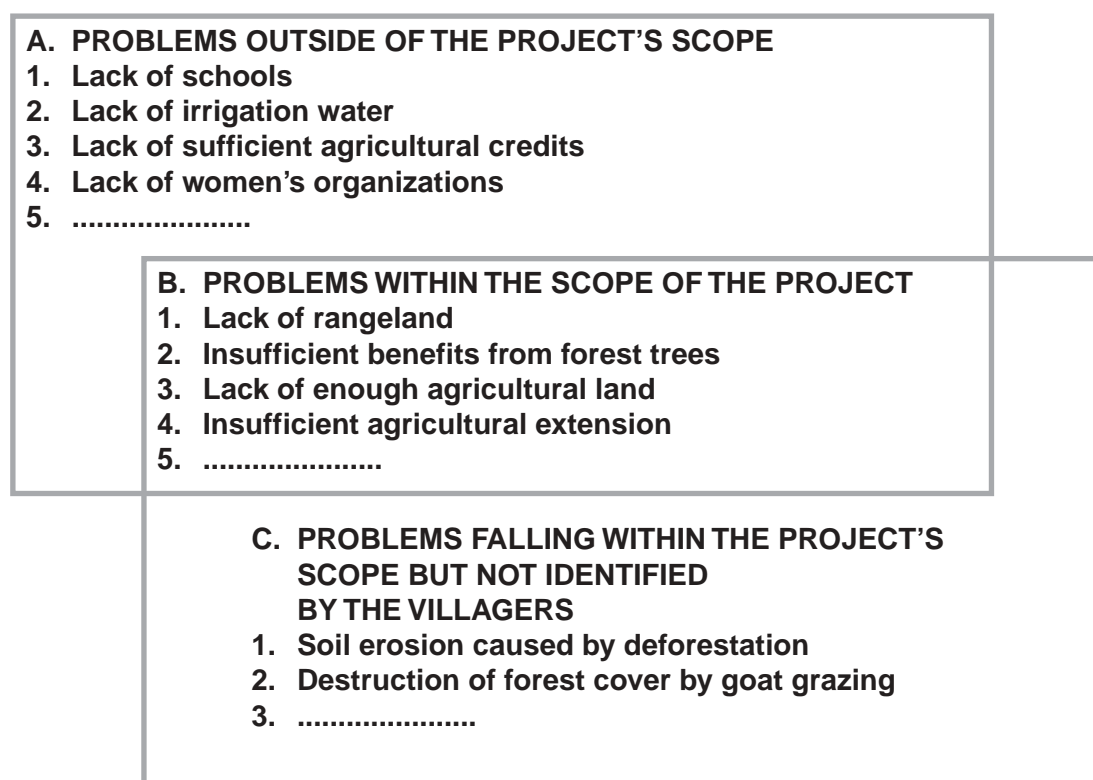 A. PROBLEMS OUTSIDE OF THE PROJECT'S SCOPE
1. Lack of schools
2. Lack of irrigation water
3. Lack of sufficient agricultural credits
4. Lack of women's organizations
5. ......................
B. PROBLEMS WITHIN THE SCOPE OF THE PROJECT
1. Lack of rangeland
2. Insufficient benefits from forest trees
3. Lack of enough agricultural land
4. Insufficient agricultural extension
5. ......................
C. PROBLEMS FALLING WITHIN THE PROJECT'S
SCOPE BUT NOT IDENTIFIED
BY THE VILLAGERS
1. Soil erosion caused by deforestation
2. Destruction of forest cover by goat grazing
3. ......................